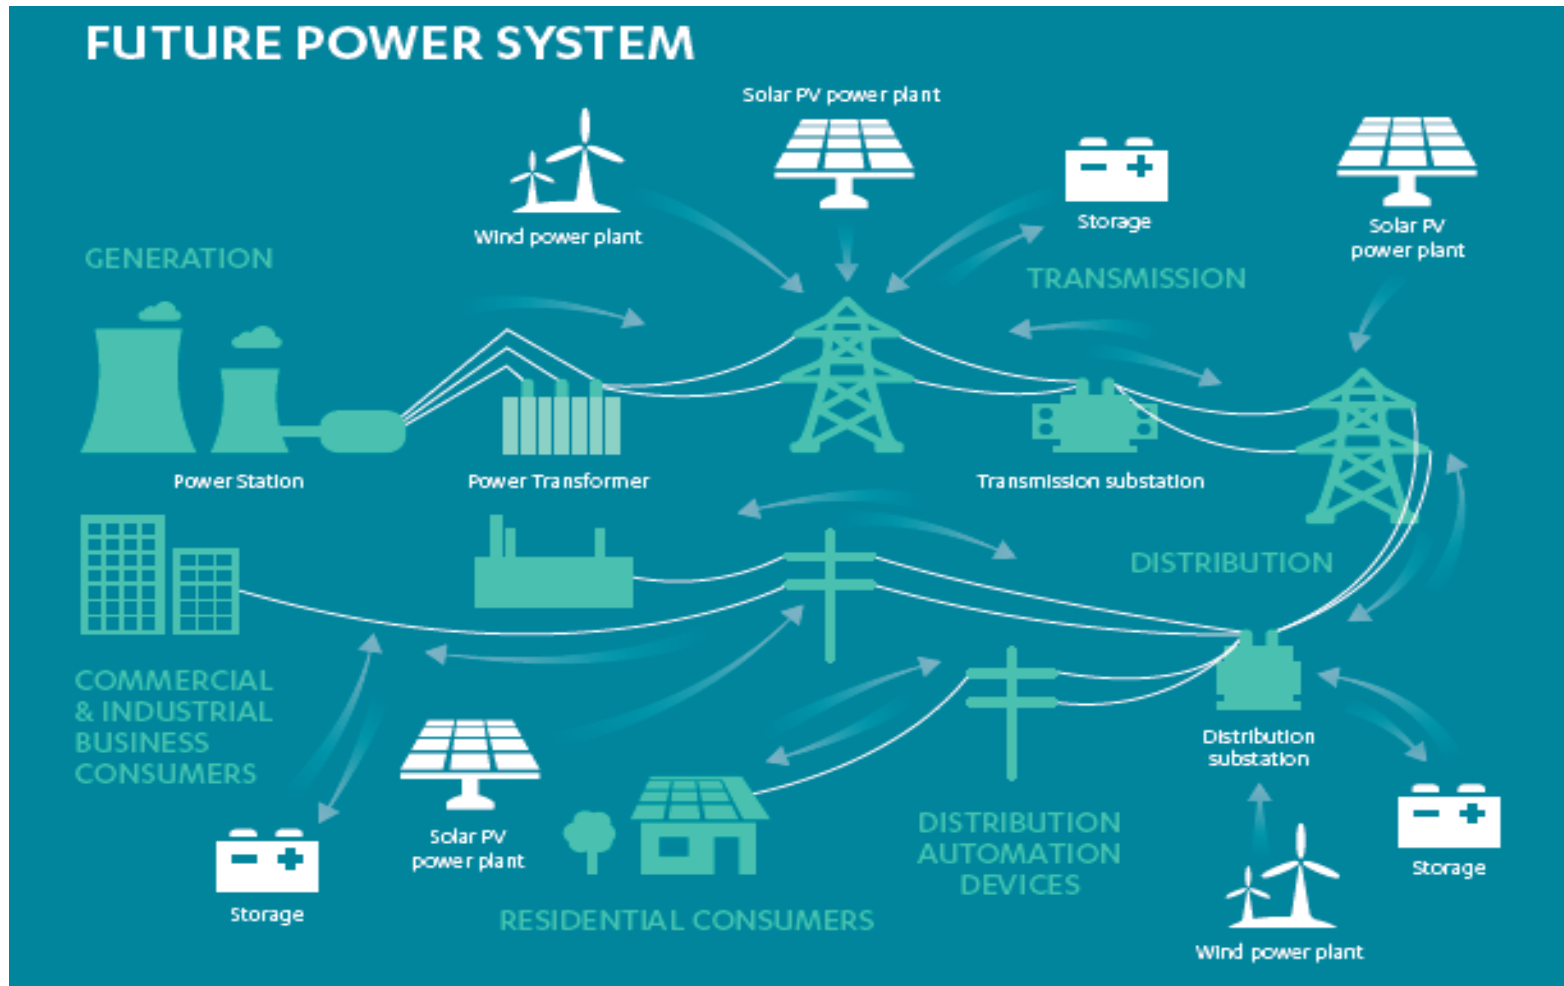 FUTURE POWER SYSTEM
Solar PV power plant
Wind power plant
Storage
Solar PV
power plant
GENERATION
TRANSMISSION
Power Station
Power Transformer
Transmission substation
DISTRIBUTION
COMMERCIAL
& INDUSTRIAL
BUSINESS
CONSUMERS
Distribution
substation
Solar PV
power plant
Storage
DISTRIBUTION
AUTOMATION
DEVICES
Storage
RESIDENTIAL CONSUMERS
Wind power plant